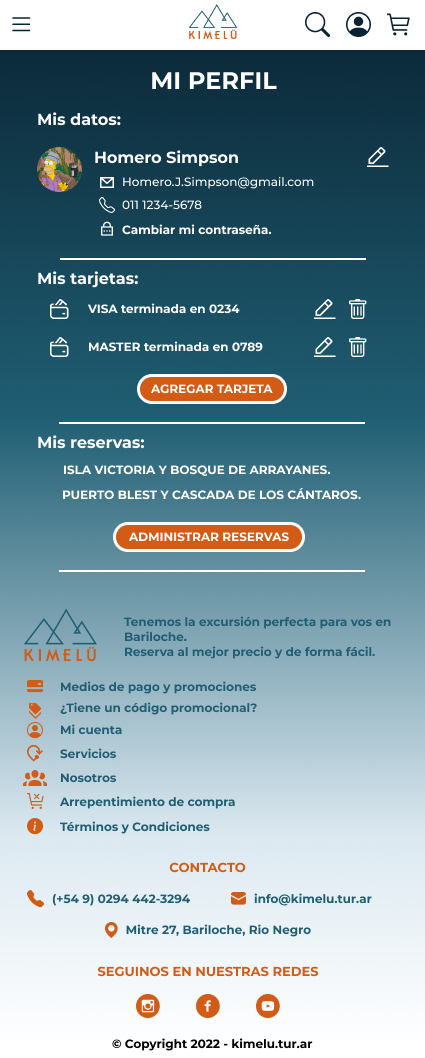 KIMELÜ
MI PERFIL
Mis datos:
Homero Simpson
Homero.J.Simpson@gmail.com
011 1234-5678
Cambiar mi contraseña.
Mis tarjetas:
VISA terminada en 0234
MASTER terminada en 0789
AGREGAR TARJETA
Mis reservas:
ISLA VICTORIA Y BOSQUE DE ARRAYANES.
PUERTO BLEST Y CASCADA DE LOS CÁNTAROS.
ADMINISTRAR RESERVAS
KIMELÜ
Tenemos la excursión perfecta para vos en
Bariloche.
Reserva al mejor precio y de forma fácil.
Medios de pago y promociones
¿Tiene un código promocional?
Mi cuenta
Servicios
Nosotros
Arrepentimiento de compra
Términos y Condiciones
CONTACTO
(+54 9) 0294 442-3294
info@kimelu.tur.ar
Mitre 27, Bariloche, Rio Negro
SEGUINOS EN NUESTRAS REDES
© Copyright 2022 - kimelu.tur.ar